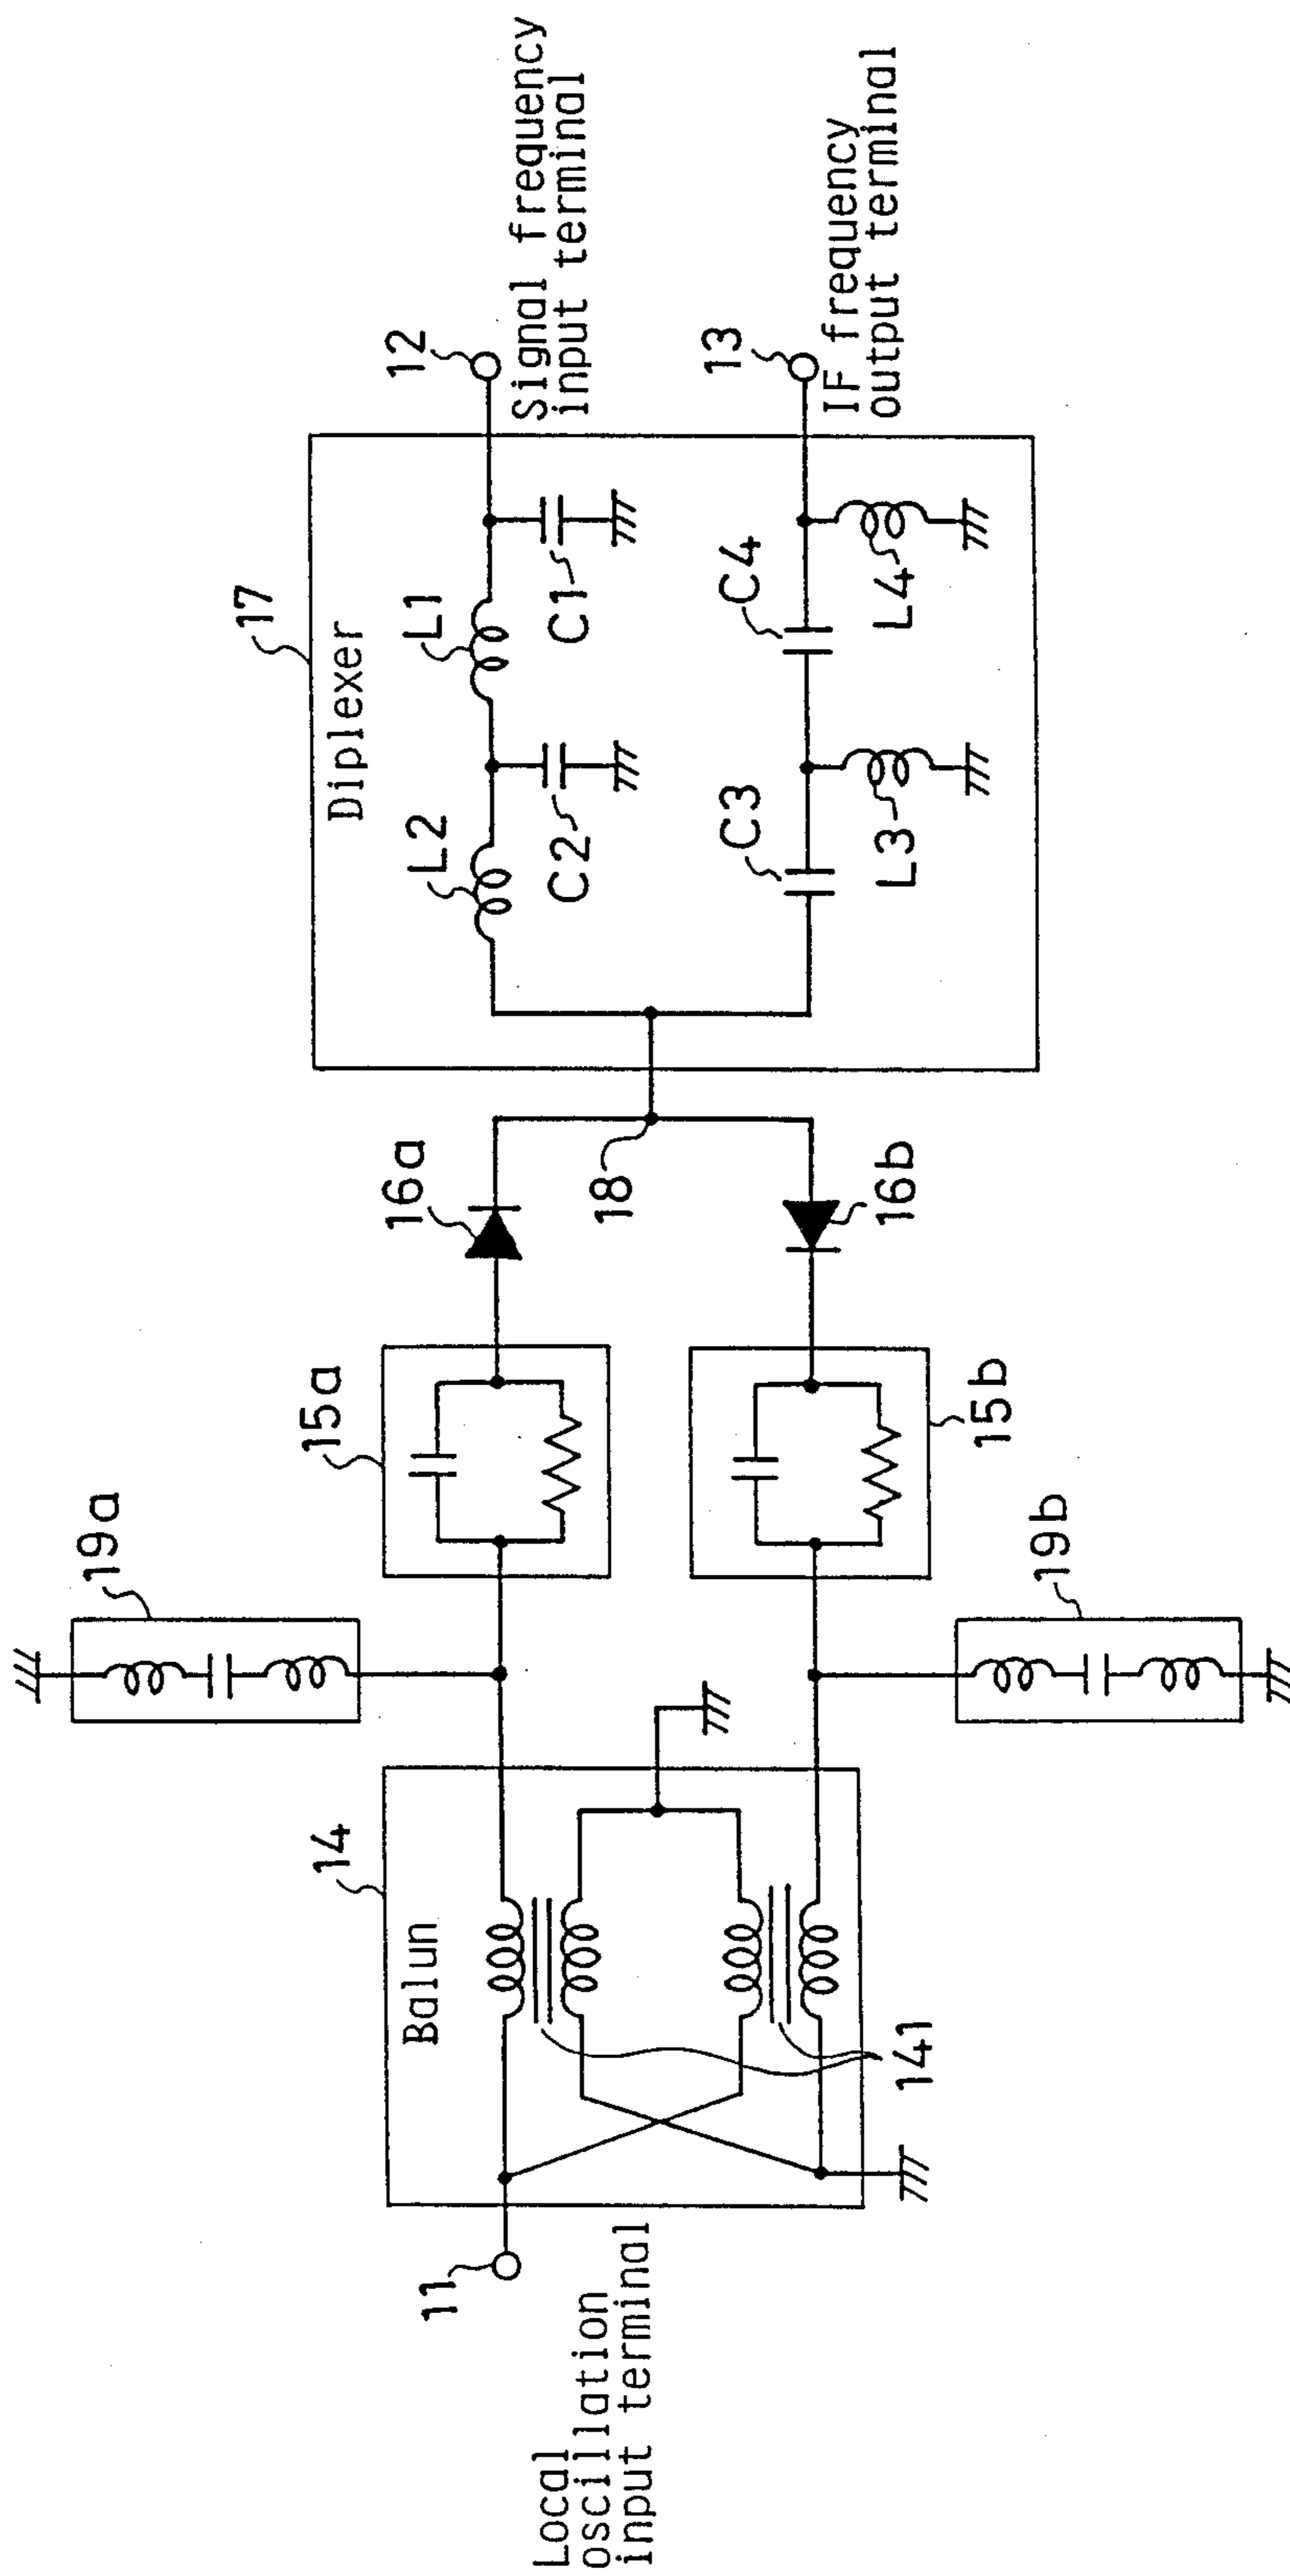 11
Local
oscillation
input terminal
14
Balun
141
19a
19b
15a
15b
16a
16b
18
17
Diplexer
L2
L1
C2
C1
C3
C4
L3
L4
12
Signal frequency
input terminal
13
IF frequency
output terminal